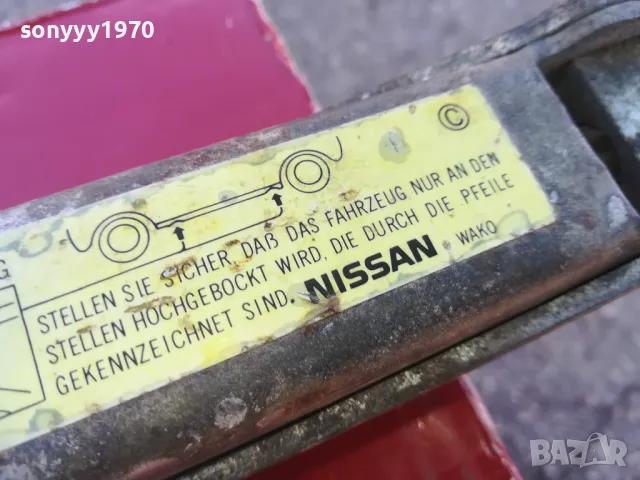 sonyyy1970
©
G
STELLEN SIE SICHER, DAß DAS FAHRZEUG NUR AN DEN
STELLEN HOCHGEBOCKT WIRD, DIE DURCH DIE PFEILE
GEKENNZEICHNET SIND. NISSAN WAKO
BAZAR